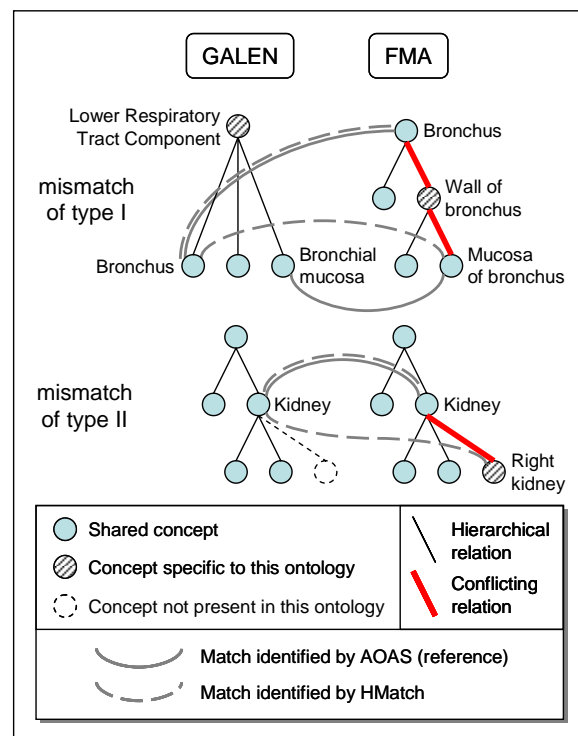 GALEN
FMA
Lower Respiratory
Tract Component
Bronchus
mismatch
of type I
Wall of
bronchus
Bronchus
Bronchial
mucosa
Mucosa
of bronchus
mismatch
of type II
Kidney
Kidney
Right
kidney
Shared concept
Concept specific to this ontology
Concept not present in this ontology
Hierarchical
relation
Conflicting
relation
Match identified by AOAS (reference)
Match identified by HMatch